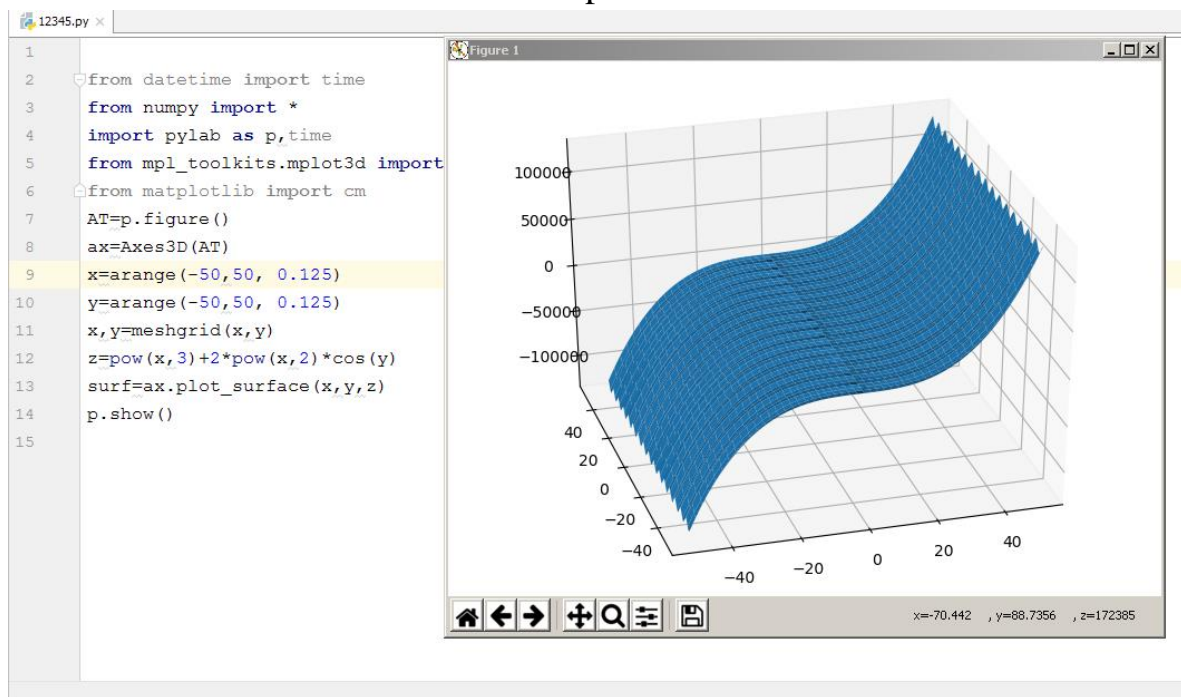 12345.py
1
2 from datetime import time
3 from numpy import *
4 import pylab as p,time
5 from mpl_toolkits.mplot3d import
6 from matplotlib import cm
7 AT=p.figure()
8 ax=Axes3D(AT)
9 x=arange(-50,50, 0.125)
10 y=arange(-50,50, 0.125)
11 x,y=meshgrid(x,y)
12 z=pow(x,3)+2*pow(x,2)*cos(y)
13 surf=ax.plot_surface(x,y,z)
14 p.show()
15
Figure 1
100000
50000
0
−50000
−100000
40
20
0
−20
−40
−40
−20
0
20
40
x=-70.442 , y=88.7356 , z=172385